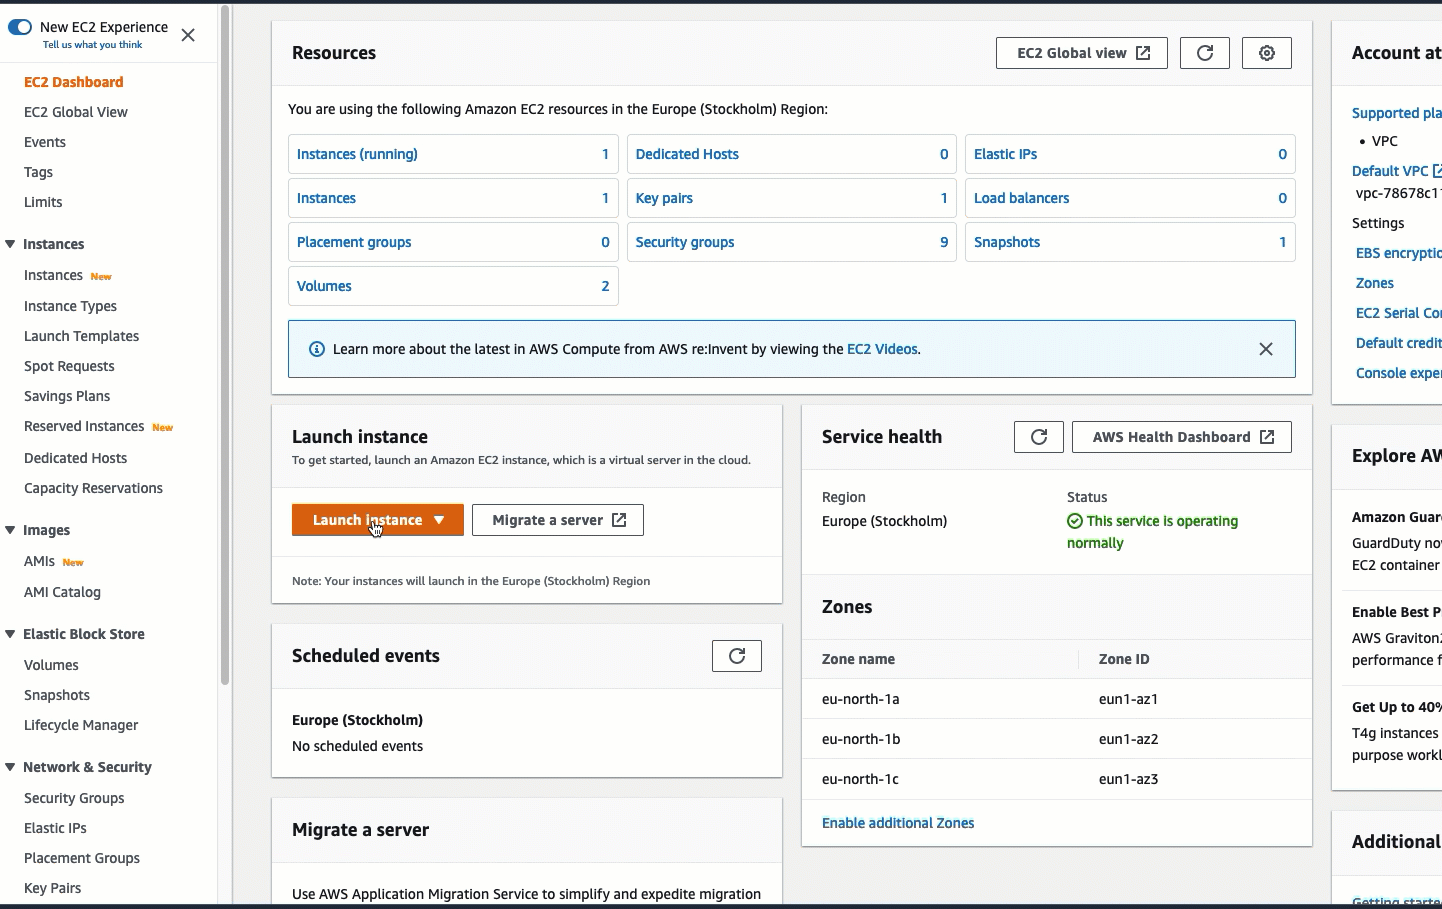 New EC2 Experience
Tell us what you think
EC2 Dashboard
EC2 Global View
Events
Tags
Limits
Instances
Instances New
Instance Types
Launch Templates
Spot Requests
Savings Plans
Reserved Instances New
Dedicated Hosts
Capacity Reservations
Images
AMIs New
AMI Catalog
Elastic Block Store
Volumes
Snapshots
Lifecycle Manager
Network & Security
Security Groups
Elastic IPs
Placement Groups
Key Pairs
Resources
EC2 Global view
You are using the following Amazon EC2 resources in the Europe (Stockholm) Region:
Instances (running) 1
Dedicated Hosts 0
Elastic IPs 0
Instances 1
Key pairs 1
Load balancers 0
Placement groups 0
Security groups 9
Snapshots 1
Volumes 2
Learn more about the latest in AWS Compute from AWS re:Invent by viewing the EC2 Videos.
Launch instance
To get started, launch an Amazon EC2 instance, which is a virtual server in the cloud.
Launch instance
Migrate a server
Note: Your instances will launch in the Europe (Stockholm) Region
Scheduled events
Europe (Stockholm)
No scheduled events
Migrate a server
Use AWS Application Migration Service to simplify and expedite migration
Service health
AWS Health Dashboard
Region
Europe (Stockholm)
Status
This service is operating
normally
Zones
Zone name Zone ID
eu-north-1a eun1-az1
eu-north-1b eun1-az2
eu-north-1c eun1-az3
Enable additional Zones
Account at
Supported pla
• VPC
Default VPC
vpc-78678c1
Settings
EBS encryptio
Zones
EC2 Serial Co
Default credit
Console expe
Explore AW
Amazon Guar
GuardDuty no
EC2 container
Enable Best P
AWS Graviton2
performance f
Get Up to 40%
T4g instances
purpose workl
Additional
Getting starte